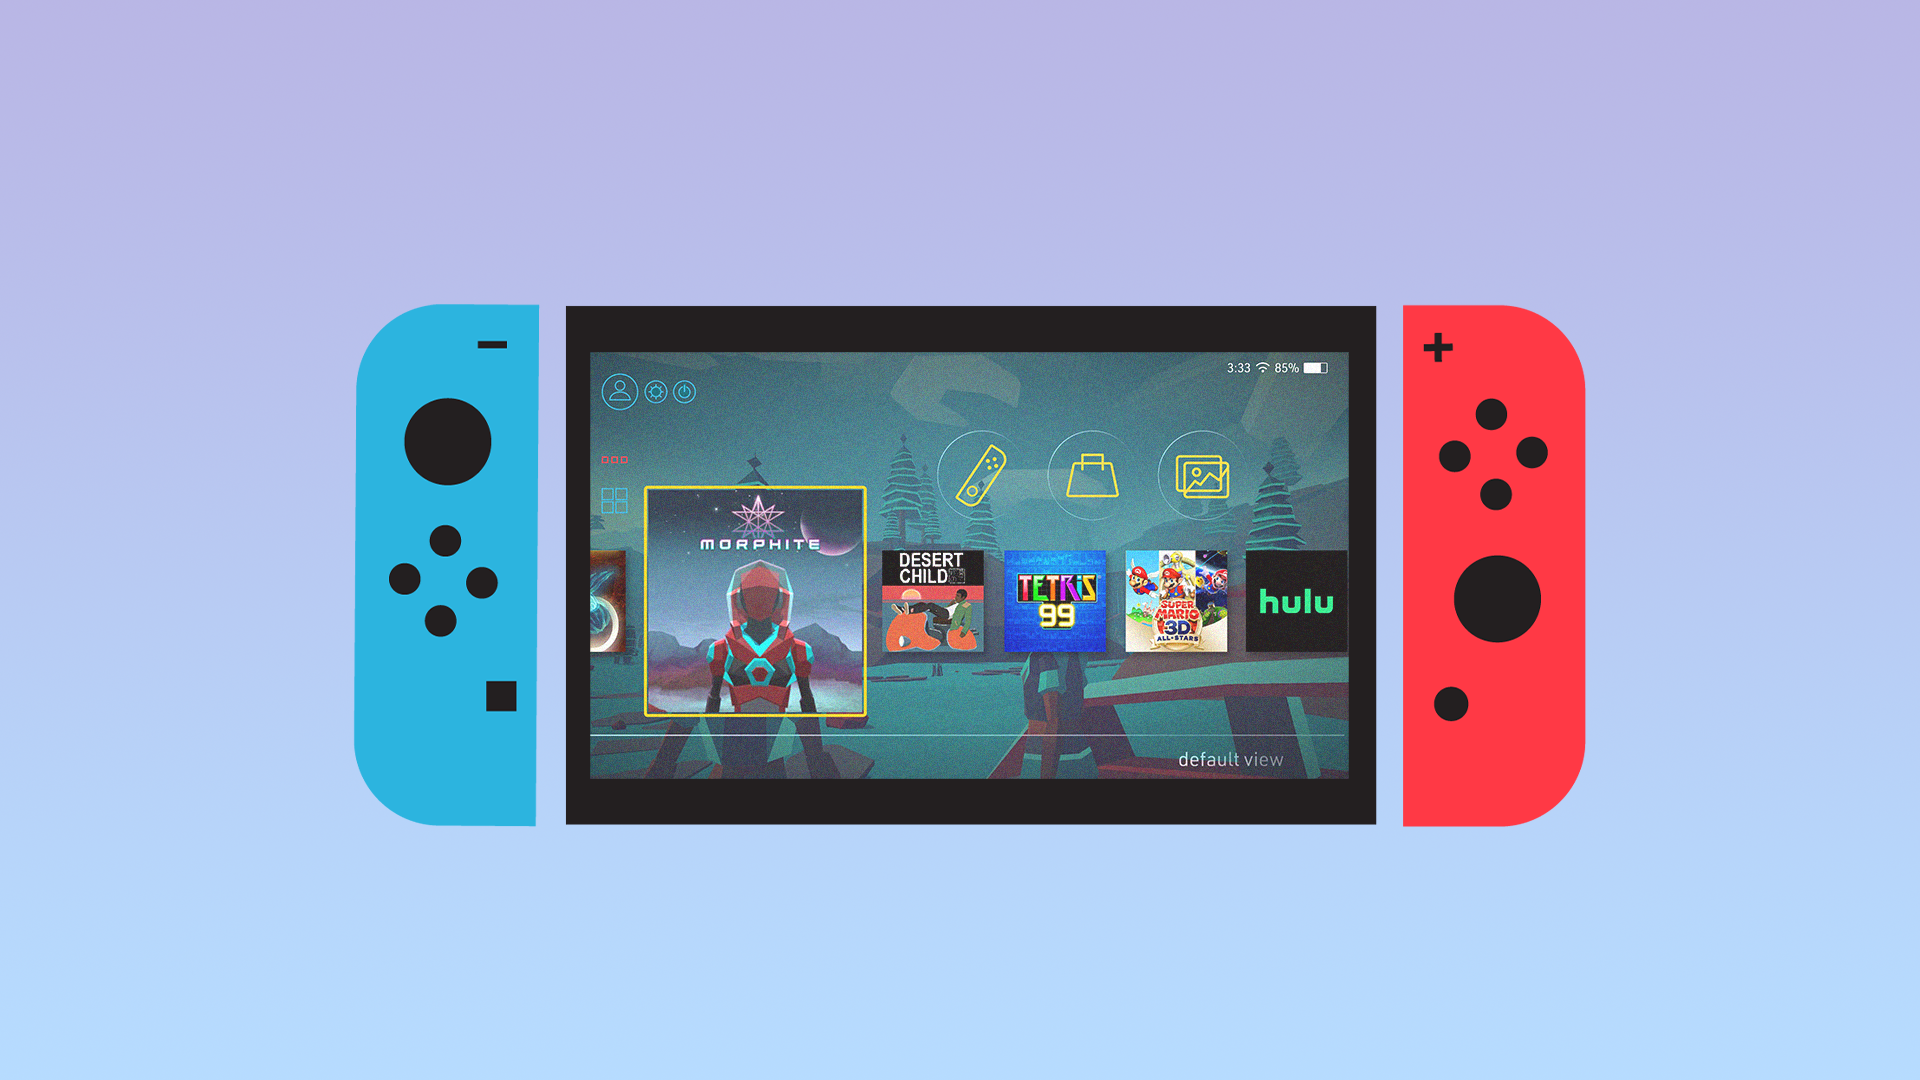 3:33 85%
MORPHITE
DESERT
CHILD
TETRIS
99
SUPER
MARIO
3D
ALL-STARS
hulu
default view